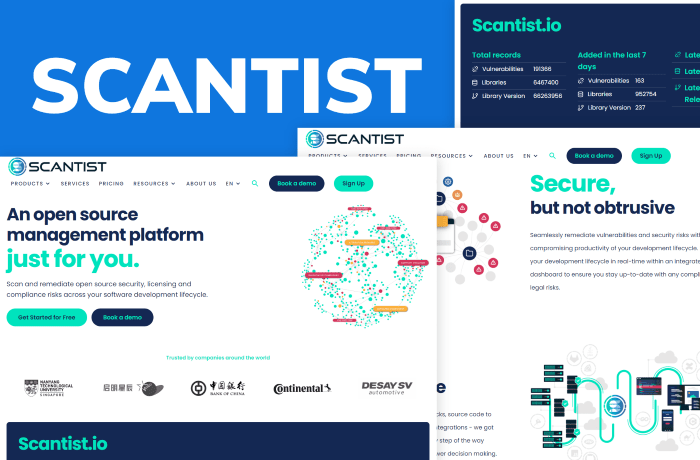 SCANTIST
Scantist.io
Total records
Vulnerabilities 191366
Libraries 6467400
Library Version 66263956
Added in the last 7
days
Vulnerabilities 163
Libraries 952754
Library Version 237
Late
Late
Late
Rele
SCANTIST
PRODUCTS SERVICES PRICING RESOURCES ABOUT US EN Book a demo Sign Up
Secure,
but not obtrusive
Seamlessly remediate vulnerabilities and security risks with
compromising productivity of your development lifecycle.
your development lifecycle in real-time within an integrate
dashboard to ensure you stay up-to-date with any compli
legal risks.
SCANTIST
PRODUCTS SERVICES PRICING RESOURCES ABOUT US EN Book a demo Sign Up
An open source
management platform
just for you.
Scan and remediate open source security, licensing and
compliance risks across your software development lifecycle.
Get Started for Free Book a demo
Trusted by companies around the world
NANYANG
TECHNOLOGICAL
UNIVERSITY
SINGAPORE
启明星辰
中国银行
BANK OF CHINA
Continental
DESAY SV
automotive
Scantist.io
e
cks, source code to
ntegrations - we got
y step of the way
wer decision making.